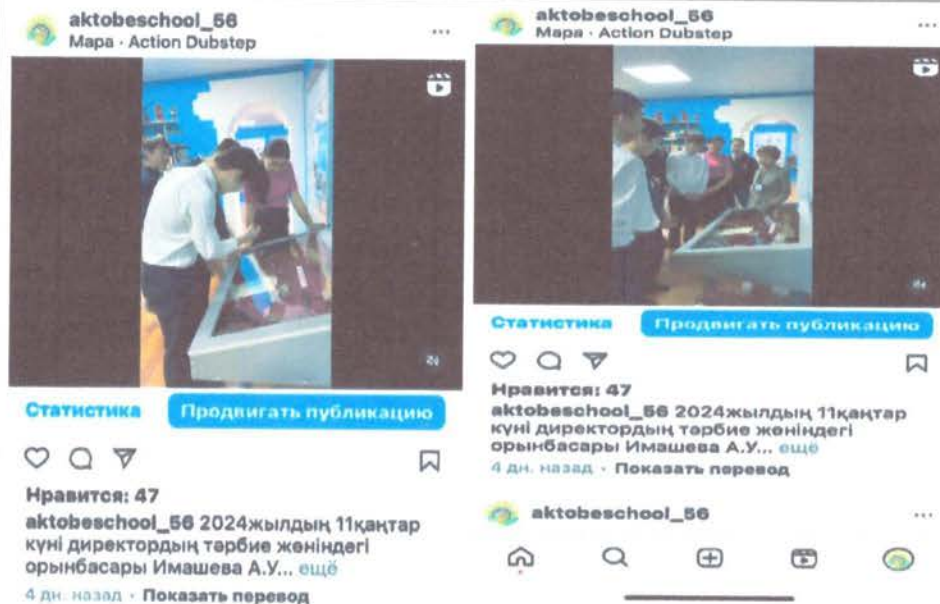 aktobeschool_56
Мара · Action Dubstep
Статистика
Продвигать публикацию
Нравится: 47
aktobeschool_56 2024жылдың 11қаңтар
күні директордың тәрбие жөніндегі
орынбасары Имашева А.У... ещё
4 дн. назад · Показать перевод
aktobeschool_56
Мара · Action Dubstep
Статистика
Продвигать публикацию
Нравится: 47
aktobeschool_56 2024жылдың 11қаңтар
күні директордың тәрбие жөніндегі
орынбасары Имашева А.У... ещё
4 дн. назад · Показать перевод
aktobeschool_56